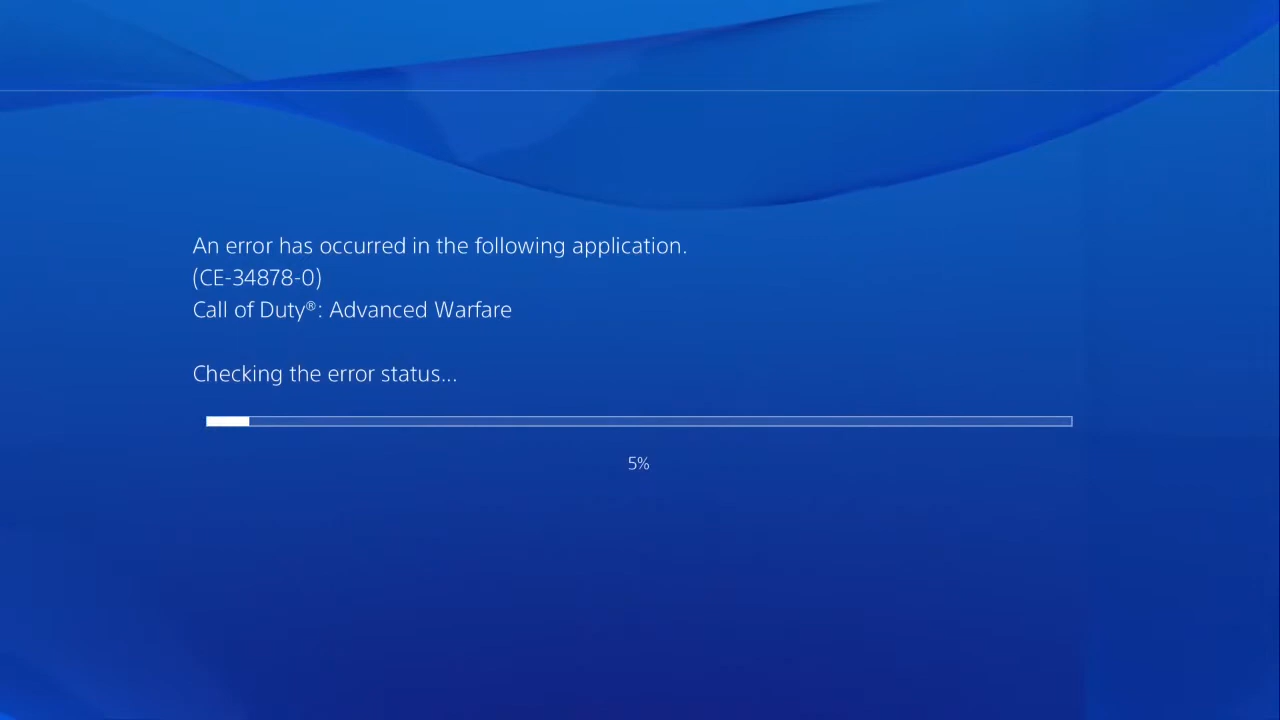 An error has occurred in the following application.
(CE-34878-0)
Call of Duty®: Advanced Warfare
Checking the error status...
5%